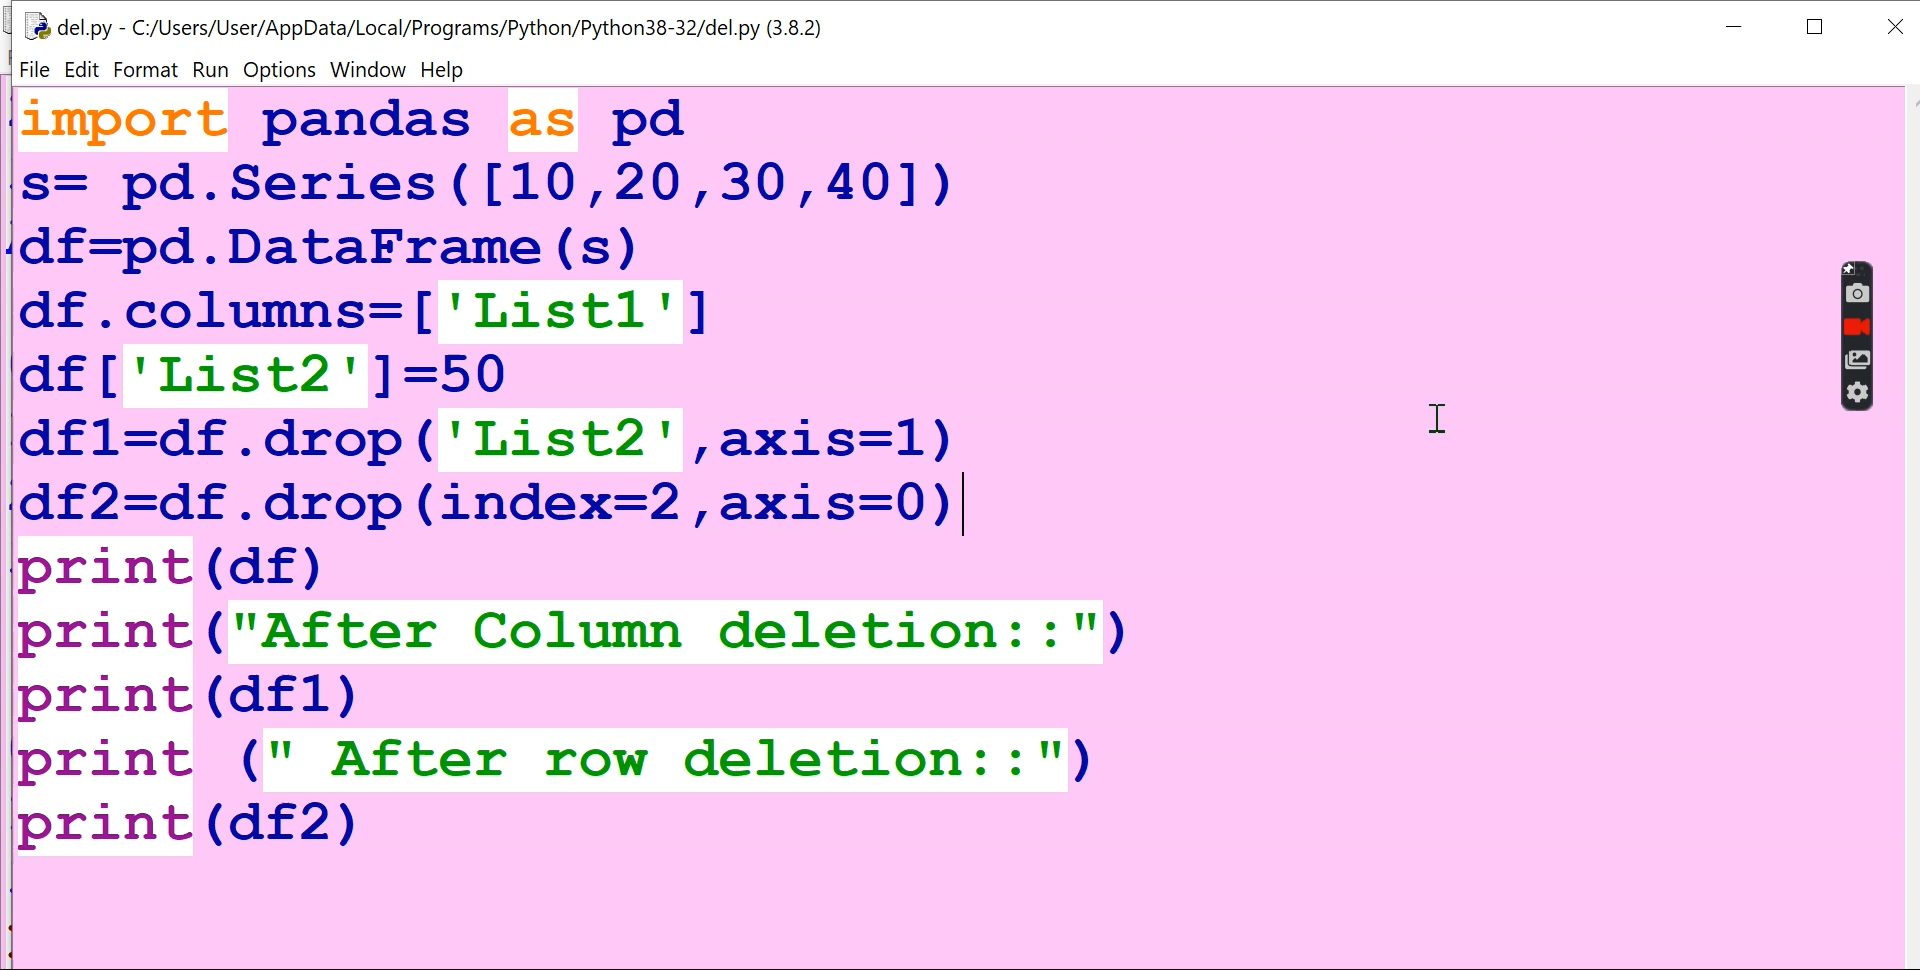 del.py - C:/Users/User/AppData/Local/Programs/Python/Python38-32/del.py (3.8.2)
File Edit Format Run Options Window Help
import pandas as pd
s= pd.Series([10,20,30,40])
df=pd.DataFrame(s)
df.columns=['List1']
df['List2']=50
df1=df.drop('List2',axis=1)
df2=df.drop(index=2,axis=0)
print(df)
print("After Column deletion::")
print(df1)
print (" After row deletion::")
print(df2)